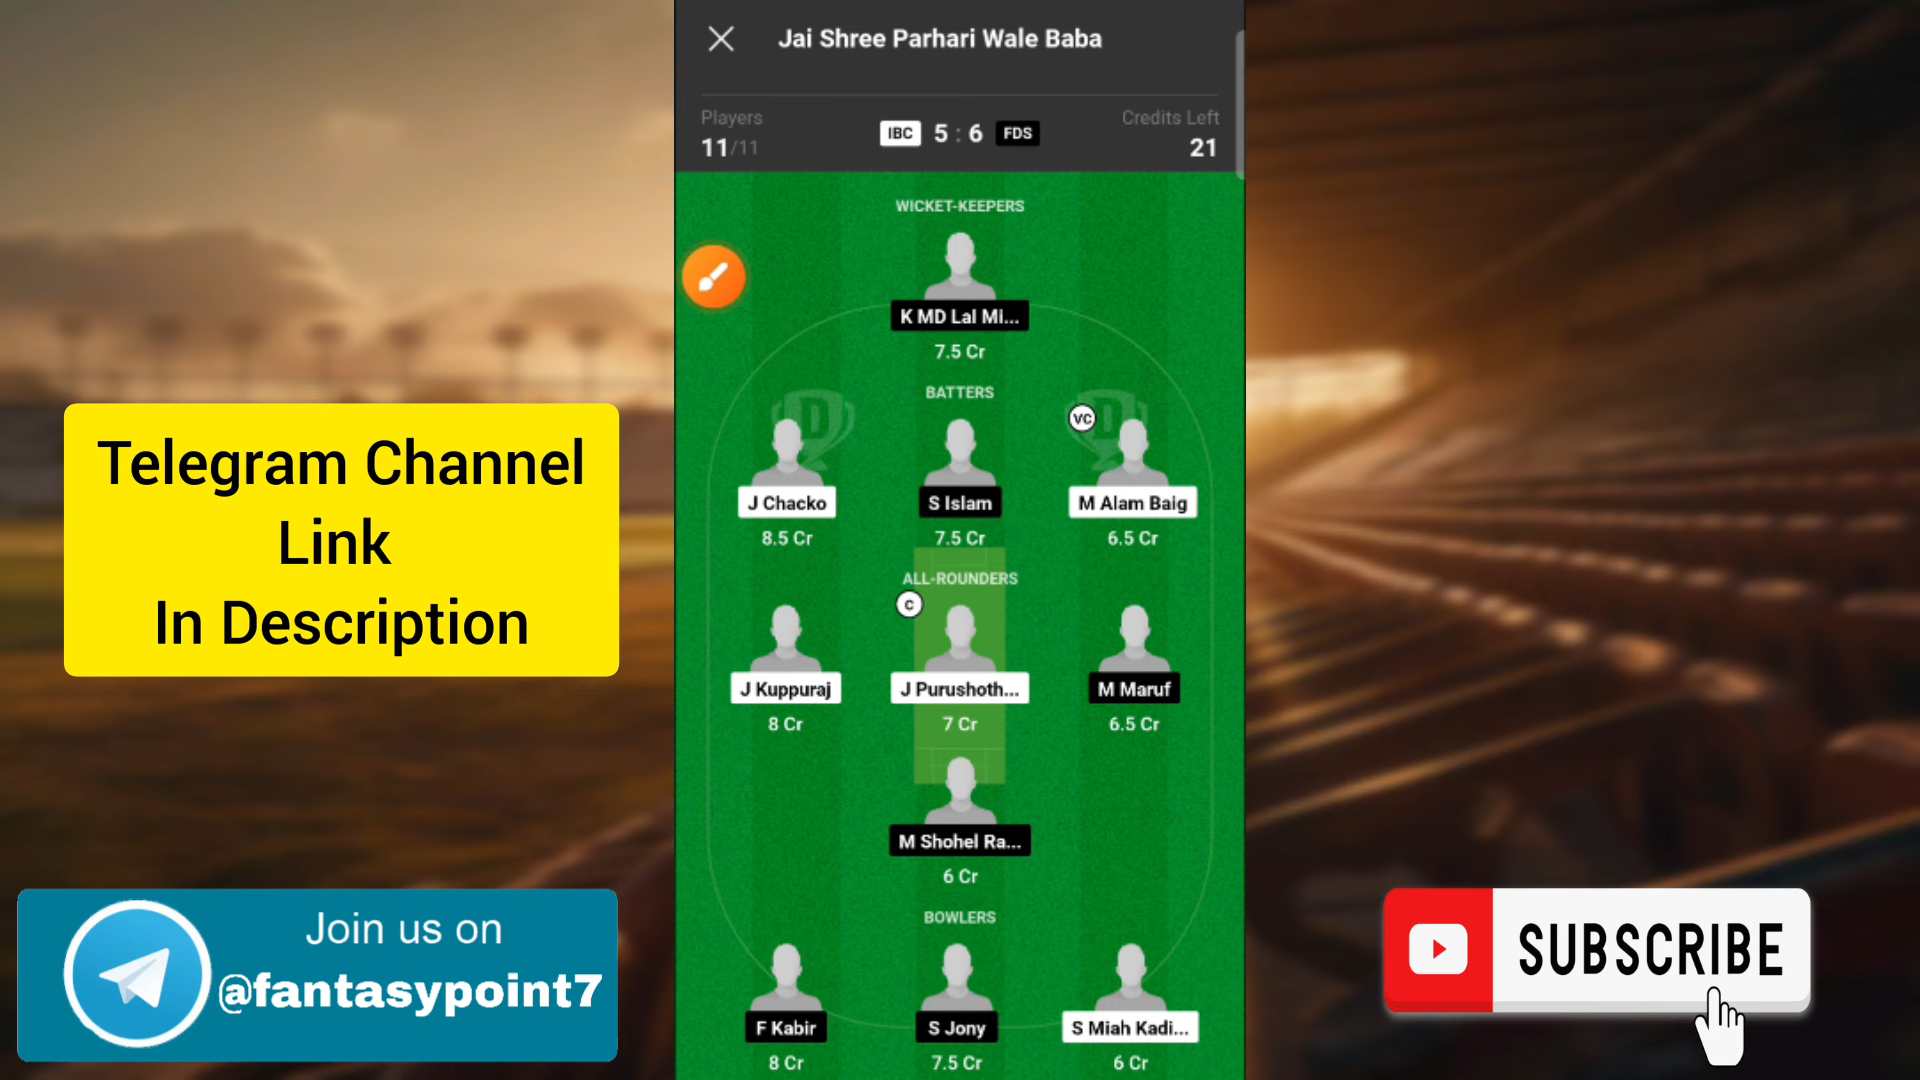 Jai Shree Parhari Wale Baba
Players
Credits Left
11/11
IBC 5 : 6 FDS
21
WICKET-KEEPERS
K MD Lal Mi...
7.5 Cr
BATTERS
VC
J Chacko
S Islam
M Alam Baig
8.5 Cr
7.5 Cr
6.5 Cr
ALL-ROUNDERS
C
J Kuppuraj
J Purushoth...
M Maruf
8 Cr
7 Cr
6.5 Cr
M Shohel Ra...
6 Cr
BOWLERS
F Kabir
S Jony
S Miah Kadi...
8 Cr
7.5 Cr
6 Cr
Telegram Channel
Link
In Description
Join us on
@fantasypoint7
SUBSCRIBE